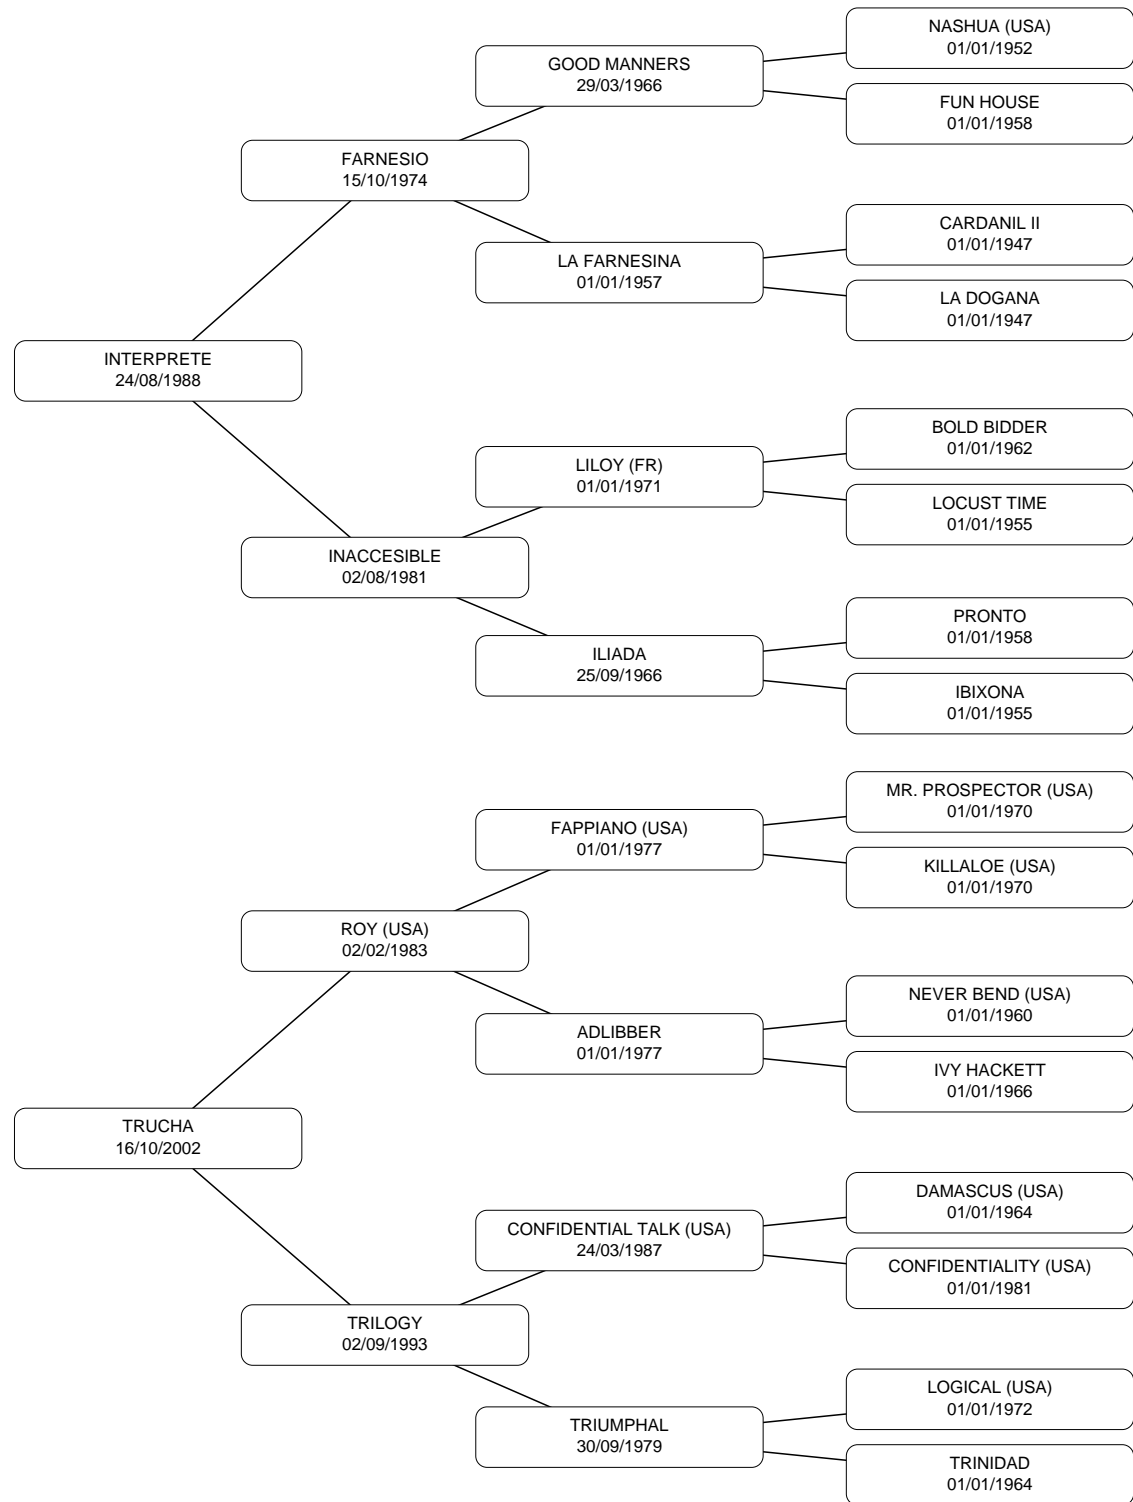 NASHUA (USA)
01/01/1952
GOOD MANNERS
29/03/1966
FUN HOUSE
01/01/1958
FARNESIO
15/10/1974
CARDANIL II
01/01/1947
LA FARNESINA
01/01/1957
LA DOGANA
01/01/1947
INTERPRETE
24/08/1988
BOLD BIDDER
01/01/1962
LILOY (FR)
01/01/1971
LOCUST TIME
01/01/1955
INACCESIBLE
02/08/1981
PRONTO
01/01/1958
ILIADA
25/09/1966
IBIXONA
01/01/1955
MR. PROSPECTOR (USA)
01/01/1970
FAPPIANO (USA)
01/01/1977
KILLALOE (USA)
01/01/1970
ROY (USA)
02/02/1983
NEVER BEND (USA)
01/01/1960
ADLIBBER
01/01/1977
IVY HACKETT
01/01/1966
TRUCHA
16/10/2002
DAMASCUS (USA)
01/01/1964
CONFIDENTIAL TALK (USA)
24/03/1987
CONFIDENTIALITY (USA)
01/01/1981
TRILOGY
02/09/1993
LOGICAL (USA)
01/01/1972
TRIUMPHAL
30/09/1979
TRINIDAD
01/01/1964